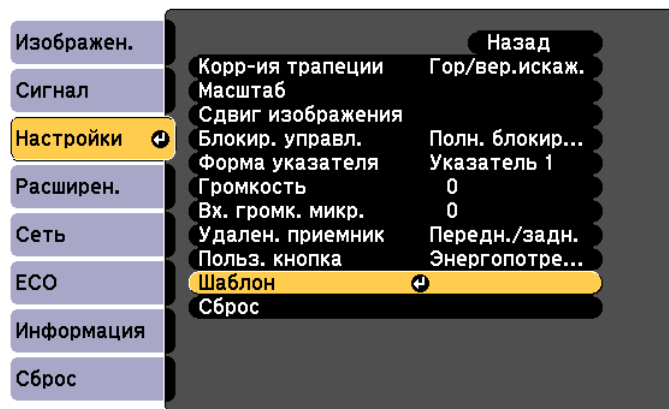 Изображен.
Сигнал
Настройки
Расширен.
Сеть
ECO
Информация
Сброс
Назад
Корр-ия трапеции Гор/вер.искаж.
Масштаб
Сдвиг изображения
Блокир. управл. Полн. блокир...
Форма указателя Указатель 1
Громкость 0
Вх. громк. микр. 0
Удален. приемник Передн./задн.
Польз. кнопка Энергопотре...
Шаблон
Сброс